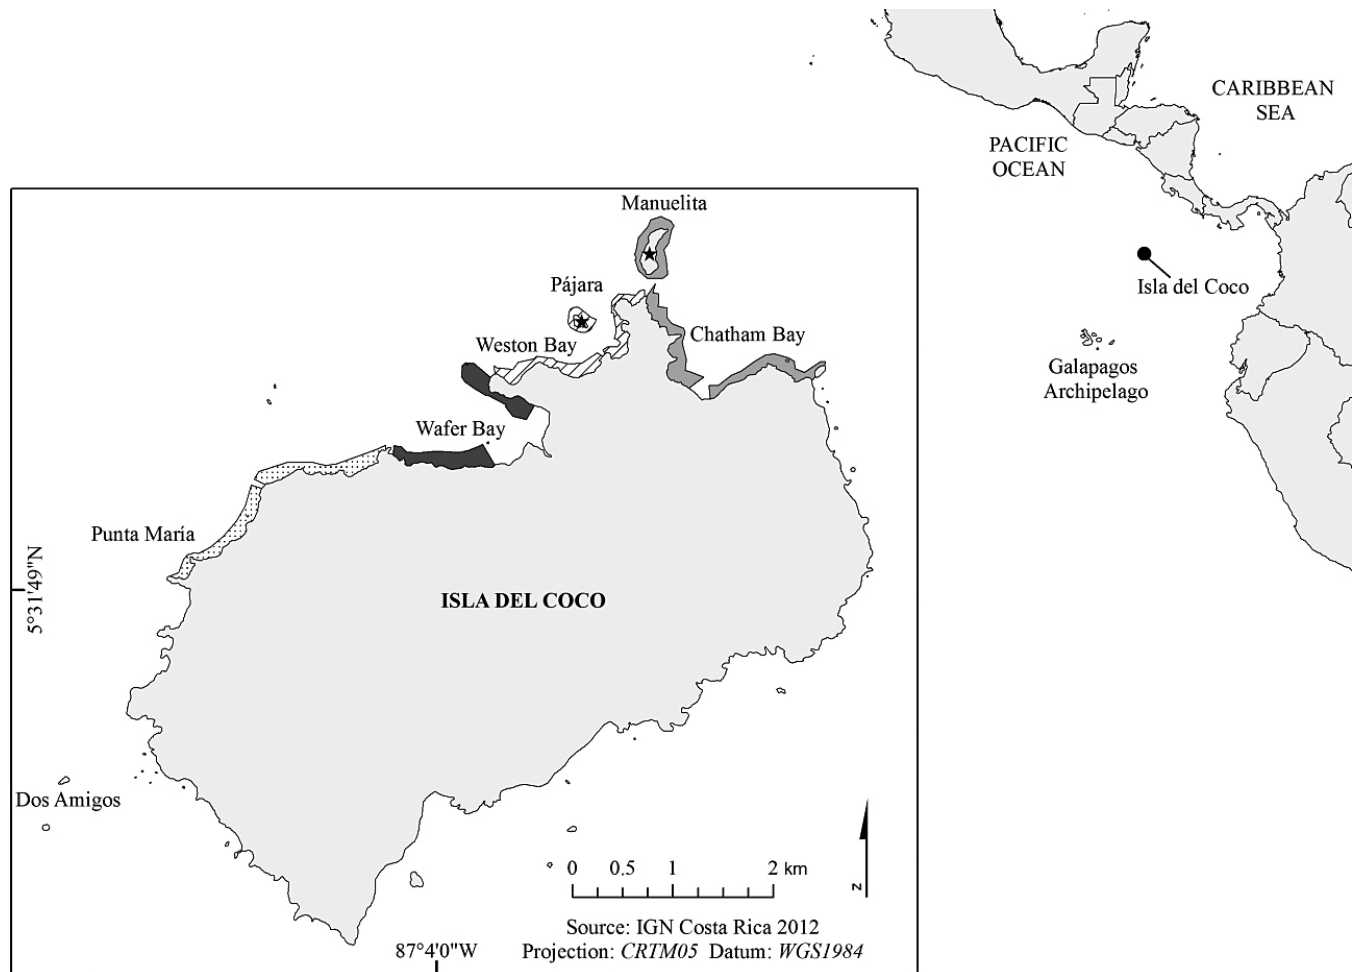 CARIBBEAN
SEA
PACIFIC
OCEAN
Isla del Coco
Galapagos
Archipelago
Manuelita
Pájara
Weston Bay
Chatham Bay
Wafer Bay
Punta María
5°31'49"N
ISLA DEL COCO
Dos Amigos
0 0.5 1 2 km
N
Source: IGN Costa Rica 2012
87°4'0"W
Projection: CRTM05 Datum: WGS1984